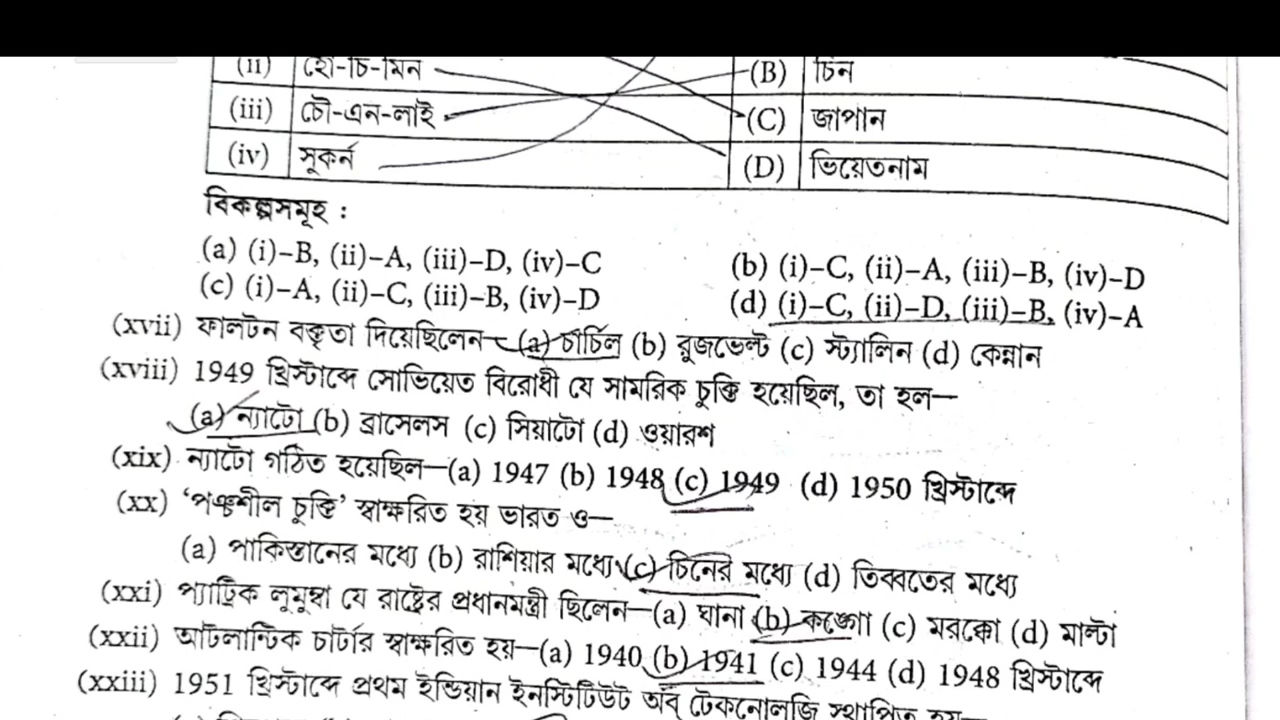 (ii) হো-চি-মিন (B) চিন
(iii) চৌ-এন-লাই (C) জাপান
(iv) সুকর্ন (D) ভিয়েতনাম
বিকল্পসমূহ :
(a) (i)–B, (ii)–A, (iii)–D, (iv)–C (b) (i)–C, (ii)–A, (iii)–B, (iv)–D
(c) (i)–A, (ii)–C, (iii)–B, (iv)–D (d) (i)–C, (ii)–D, (iii)–B, (iv)–A
(xvii) ফালটন বক্তৃতা দিয়েছিলেন—(a) চার্চিল (b) রুজভেল্ট (c) স্ট্যালিন (d) কেন্নান
(xviii) 1949 খ্রিস্টাব্দে সোভিয়েত বিরোধী যে সামরিক চুক্তি হয়েছিল, তা হল—
(a) ন্যাটো (b) ব্রাসেলস (c) সিয়াটো (d) ওয়ারশ
(xix) ন্যাটো গঠিত হয়েছিল—(a) 1947 (b) 1948 (c) 1949 (d) 1950 খ্রিস্টাব্দে
(xx) ‘পঞ্চশীল চুক্তি’ স্বাক্ষরিত হয় ভারত ও—
(a) পাকিস্তানের মধ্যে (b) রাশিয়ার মধ্যে (c) চিনের মধ্যে (d) তিব্বতের মধ্যে
(xxi) প্যাট্রিক লুমুম্বা যে রাষ্ট্রের প্রধানমন্ত্রী ছিলেন—(a) ঘানা (b) কঙ্গো (c) মরক্কো (d) মাল্টা
(xxii) আটলান্টিক চার্টার স্বাক্ষরিত হয়—(a) 1940 (b) 1941 (c) 1944 (d) 1948 খ্রিস্টাব্দে
(xxiii) 1951 খ্রিস্টাব্দে প্রথম ইন্ডিয়ান ইনস্টিটিউট অব্ টেকনোলজি স্থাপিত হয়—